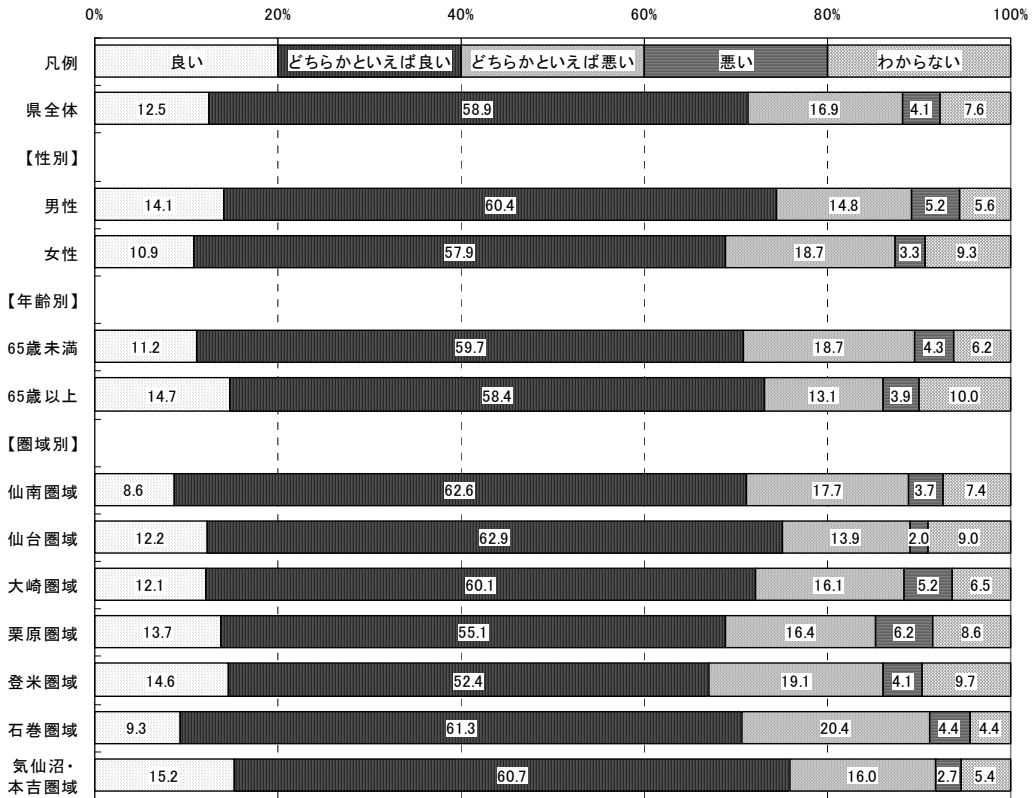 0% 20% 40% 60% 80% 100%
凡例 良い どちらかといえば良い どちらかといえば悪い 悪い わからない
県全体 12.5 58.9 16.9 4.1 7.6
【性別】
男性 14.1 60.4 14.8 5.2 5.6
女性 10.9 57.9 18.7 3.3 9.3
【年齢別】
65歳未満 11.2 59.7 18.7 4.3 6.2
65歳以上 14.7 58.4 13.1 3.9 10.0
【圏域別】
仙南圏域 8.6 62.6 17.7 3.7 7.4
仙台圏域 12.2 62.9 13.9 2.0 9.0
大崎圏域 12.1 60.1 16.1 5.2 6.5
栗原圏域 13.7 55.1 16.4 6.2 8.6
登米圏域 14.6 52.4 19.1 4.1 9.7
石巻圏域 9.3 61.3 20.4 4.4 4.4
気仙沼・
本吉圏域 15.2 60.7 16.0 2.7 5.4